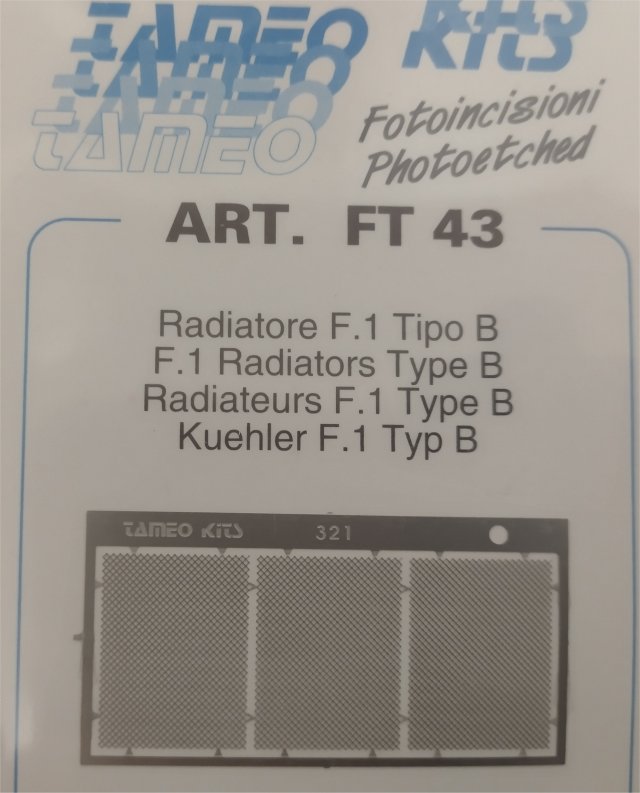 TAMEO KITS
TAMEO
TAMEO
TAMEO
Fotoincisioni
Photoetched
ART. FT 43
Radiatore F.1 Tipo B
F.1 Radiators Type B
Radiateurs F.1 Type B
Kuehler F.1 Typ B
TAMEO KITS 321